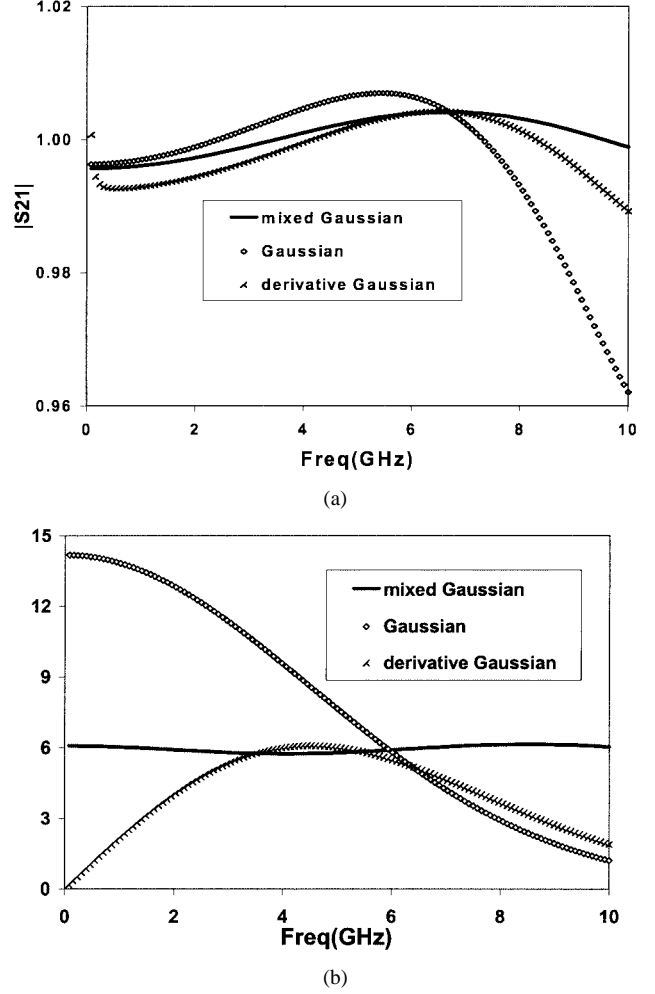 1.02
1.00
|S21|
0.98
0.96
mixed Gaussian
Gaussian
derivative Gaussian
0 2 4 6 8 10
Freq(GHz)
(a)
15
12
9
6
3
0
mixed Gaussian
Gaussian
derivative Gaussian
0 2 4 6 8 10
Freq(GHz)
(b)